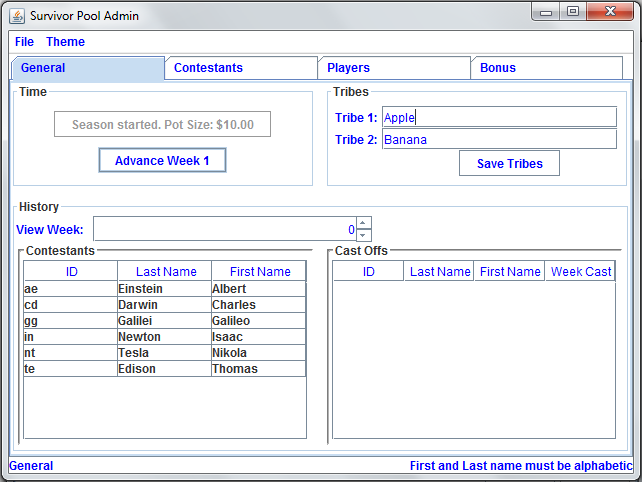 Survivor Pool Admin
File Theme
General Contestants Players Bonus
Time
Season started. Pot Size: $10.00
Advance Week 1
Tribes
Tribe 1: Apple
Tribe 2: Banana
Save Tribes
History
View Week: 0
Contestants
ID Last Name First Name
ae Einstein Albert
cd Darwin Charles
gg Galilei Galileo
in Newton Isaac
nt Tesla Nikola
te Edison Thomas
Cast Offs
ID Last Name First Name Week Cast
General First and Last name must be alphabetic